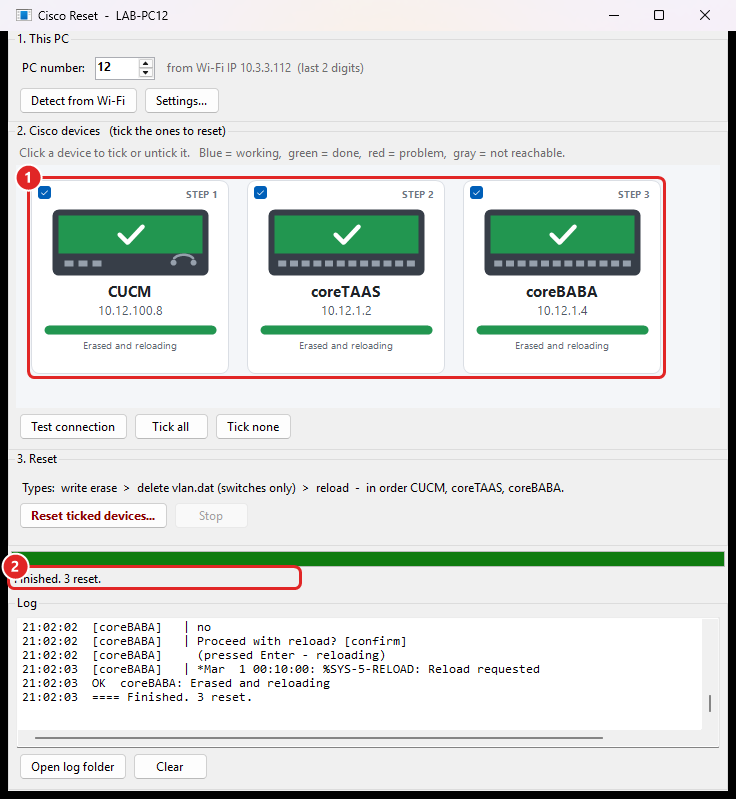 Cisco Reset - LAB-PC12
1. This PC
PC number: 12 from Wi-Fi IP 10.3.3.112 (last 2 digits)
Detect from Wi-Fi Settings...
2. Cisco devices (tick the ones to reset)
Click a device to tick or untick it. Blue = working, green = done, red = problem, gray = not reachable.
1
STEP 1 STEP 2 STEP 3
CUCM coreTAAS coreBABA
10.12.100.8 10.12.1.2 10.12.1.4
Erased and reloading Erased and reloading Erased and reloading
Test connection Tick all Tick none
3. Reset
Types: write erase > delete vlan.dat (switches only) > reload - in order CUCM, coreTAAS, coreBABA.
Reset ticked devices... Stop
2
Finished. 3 reset.
Log
21:02:02 [coreBABA] | no
21:02:02 [coreBABA] | Proceed with reload? [confirm]
21:02:02 [coreBABA] (pressed Enter - reloading)
21:02:03 [coreBABA] | *Mar 1 00:10:00: %SYS-5-RELOAD: Reload requested
21:02:03 OK coreBABA: Erased and reloading
21:02:03 ==== Finished. 3 reset.
Open log folder Clear